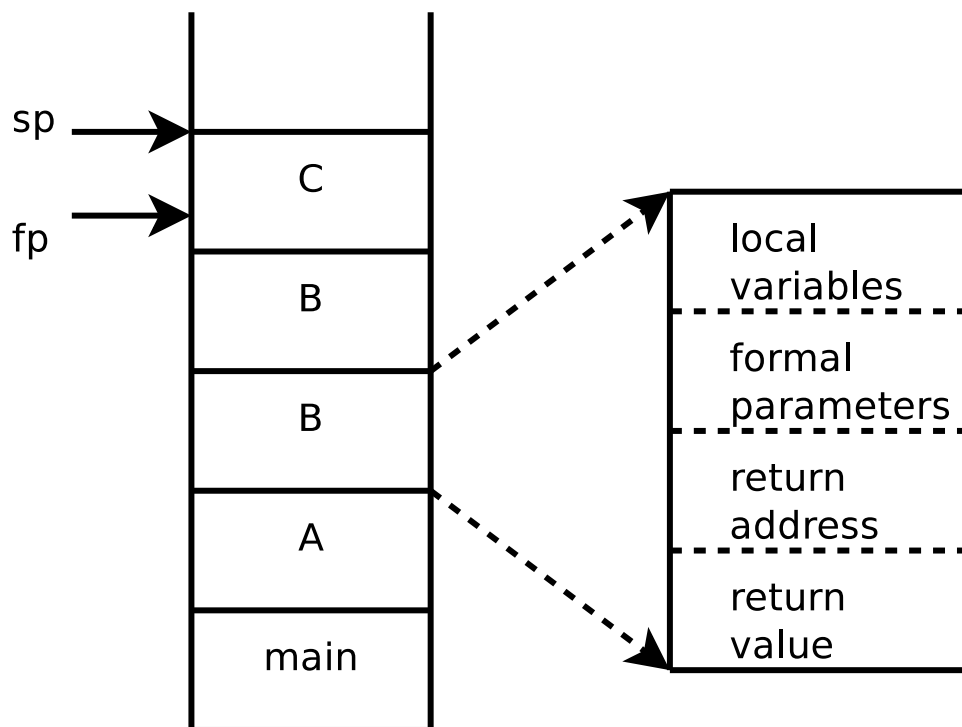 sp
fp
C
B
B
A
main
local
variables
formal
parameters
return
address
return
value